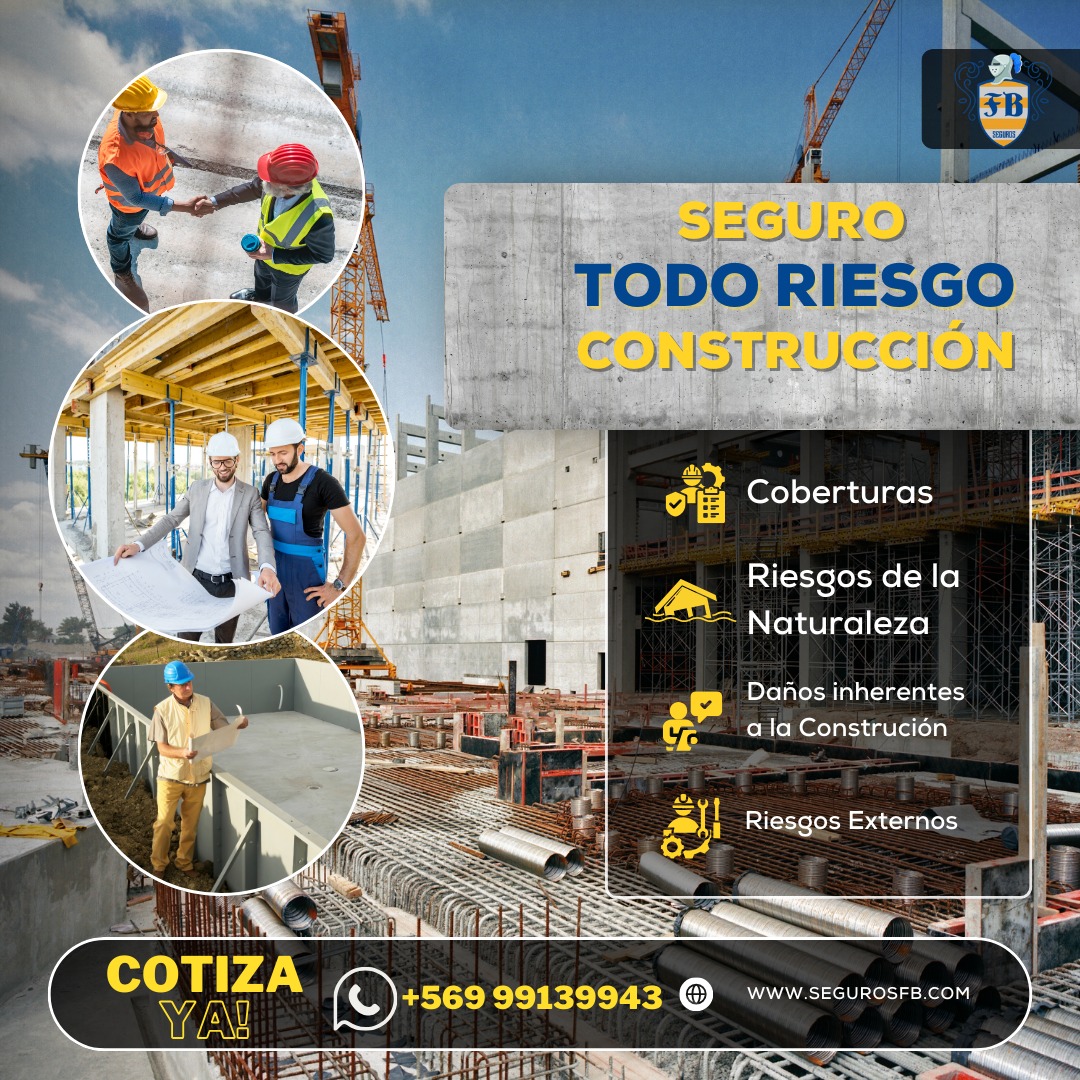 FB
SEGUROS
SEGURO
TODO RIESGO
CONSTRUCCIÓN
Coberturas
Riesgos de la
Naturaleza
Daños inherentes
a la Construción
Riesgos Externos
COTIZA
YA!
+569 99139943
WWW.SEGUROSFB.COM